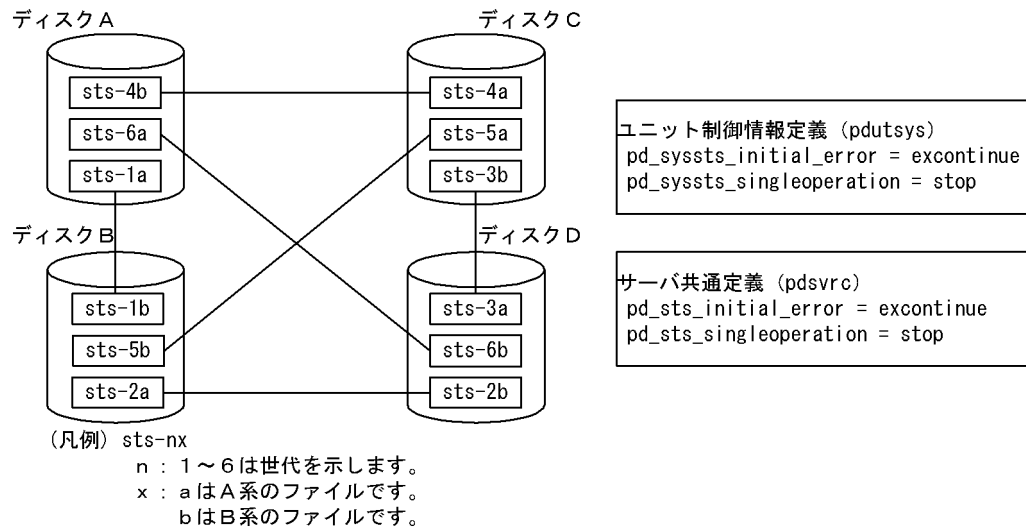 ディスクA
sts-4b
sts-6a
sts-1a
ディスクC
sts-4a
sts-5a
sts-3b
ディスクB
sts-1b
sts-5b
sts-2a
ディスクD
sts-3a
sts-6b
sts-2b
ユニット制御情報定義（pdutsys）
pd_syssts_initial_error = excontinue
pd_syssts_singleoperation = stop
サーバ共通定義（pdsvrc）
pd_sts_initial_error = excontinue
pd_sts_singleoperation = stop
（凡例）sts-nx
n：1～6は世代を示します。
x：aはA系のファイルです。
bはB系のファイルです。